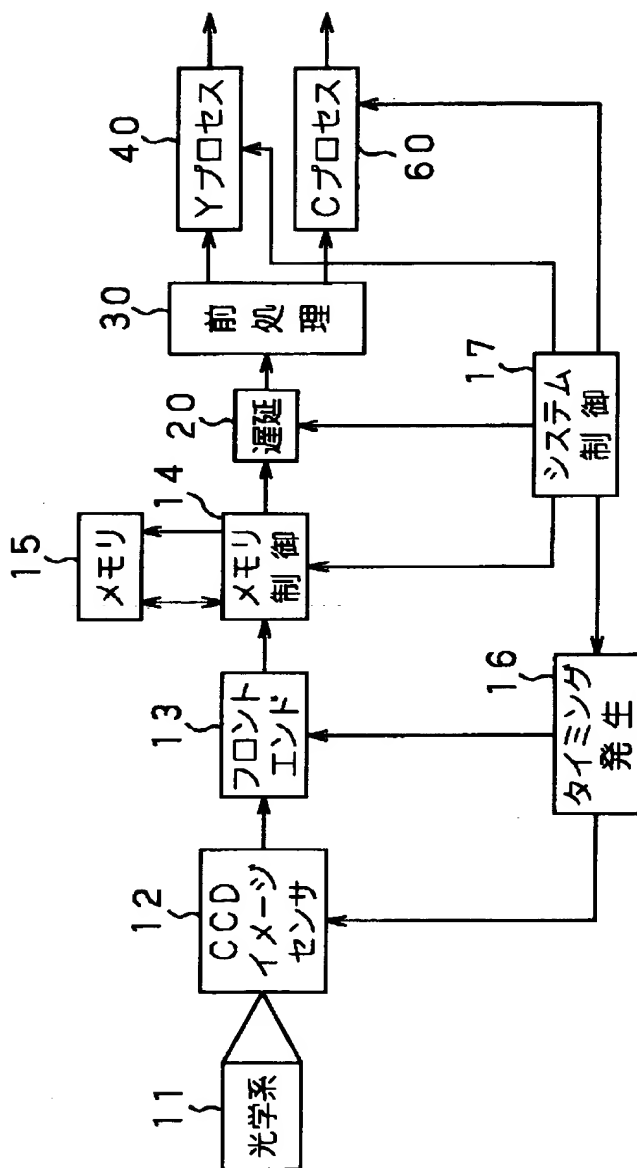 11
光学系
12
CCD
イメージ
センサ
13
フロント
エンド
15
メモリ
14
メモリ
制御
20
遅延
30
前処理
40
Yプロセス
Cプロセス
60
16
タイミング
発生
17
システム
制御